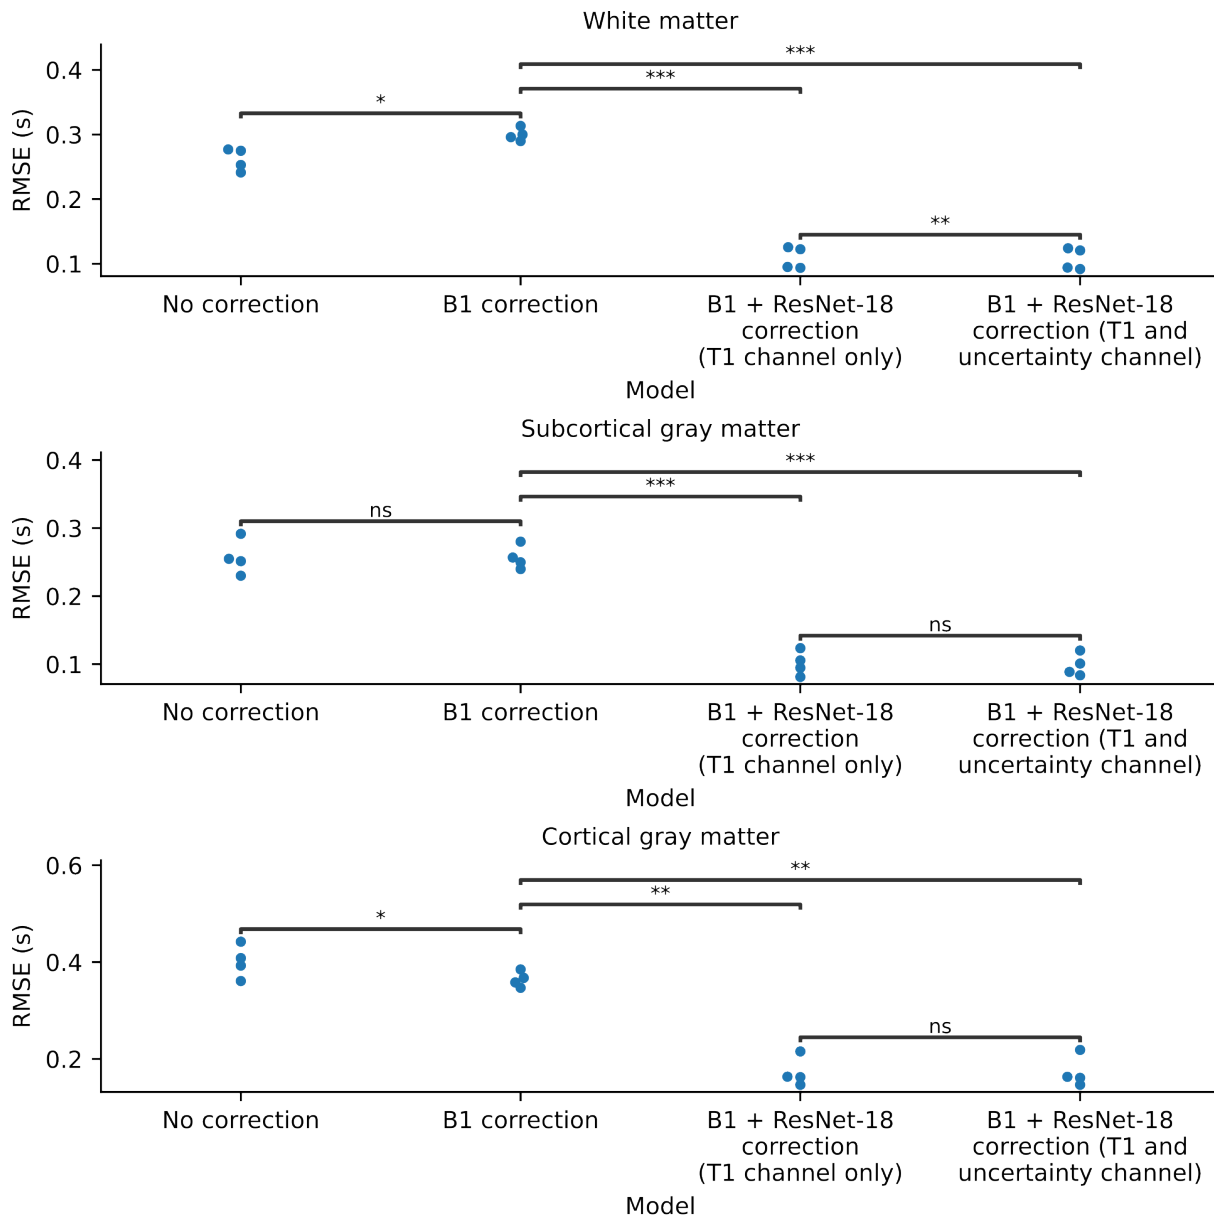 White matter
RMSE (s)
0.4
0.3
0.2
0.1
***
***
*
**
No correction
B1 correction
B1 + ResNet-18
correction
(T1 channel only)
B1 + ResNet-18
correction (T1 and
uncertainty channel)
Model
Subcortical gray matter
RMSE (s)
0.4
0.3
0.2
0.1
***
***
ns
ns
No correction
B1 correction
B1 + ResNet-18
correction
(T1 channel only)
B1 + ResNet-18
correction (T1 and
uncertainty channel)
Model
Cortical gray matter
RMSE (s)
0.6
0.4
0.2
**
**
*
ns
No correction
B1 correction
B1 + ResNet-18
correction
(T1 channel only)
B1 + ResNet-18
correction (T1 and
uncertainty channel)
Model